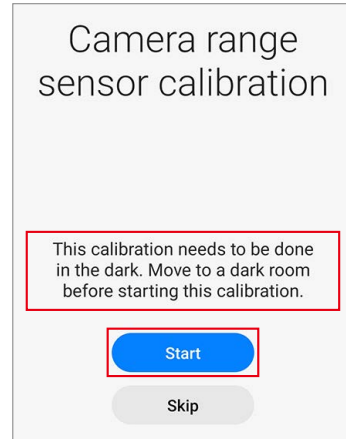 Camera range
sensor calibration
This calibration needs to be done
in the dark. Move to a dark room
before starting this calibration.
Start
Skip